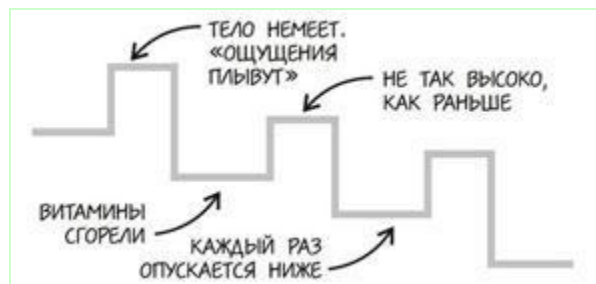 ТЕЛО НЕМЕЕТ.
«ОЩУЩЕНИЯ
ПЛЫВУТ»
НЕ ТАК ВЫСОКО,
КАК РАНЬШЕ
ВИТАМИНЫ
СГОРЕЛИ
КАЖДЫЙ РАЗ
ОПУСКАЕТСЯ НИЖЕ